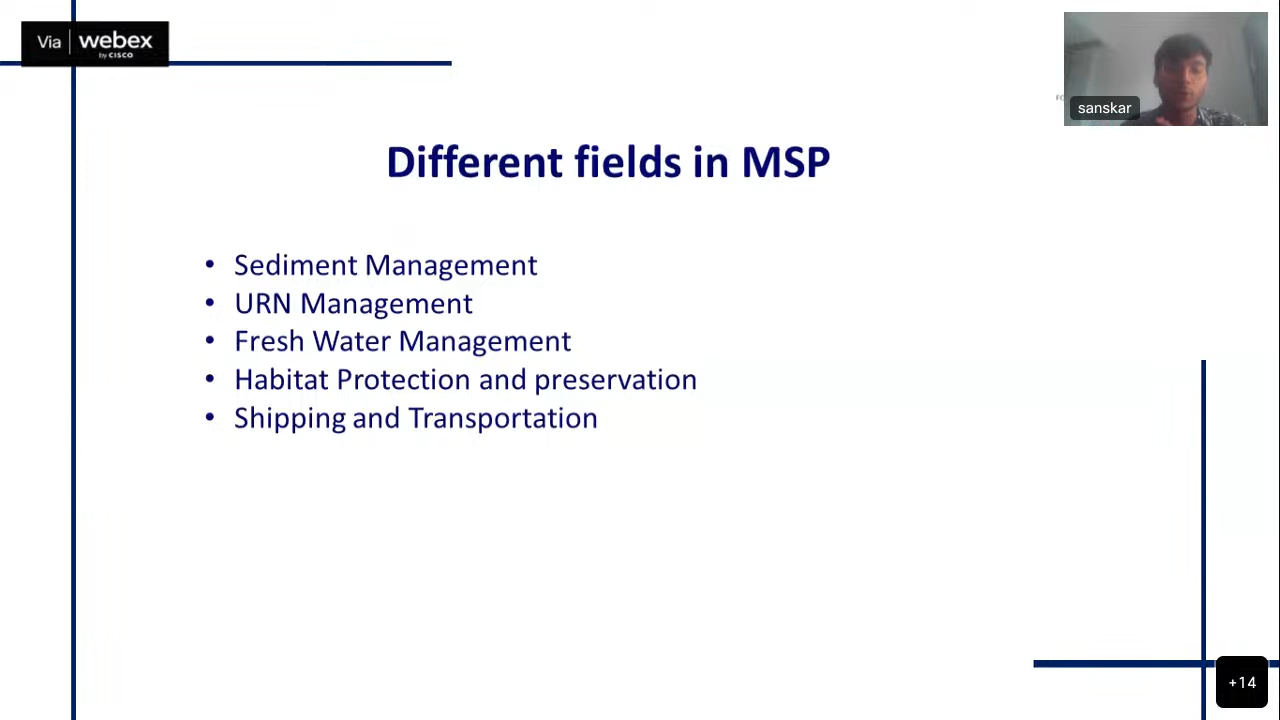 Via webex
by CISCO
sanskar
Different fields in MSP
• Sediment Management
• URN Management
• Fresh Water Management
• Habitat Protection and preservation
• Shipping and Transportation
+14